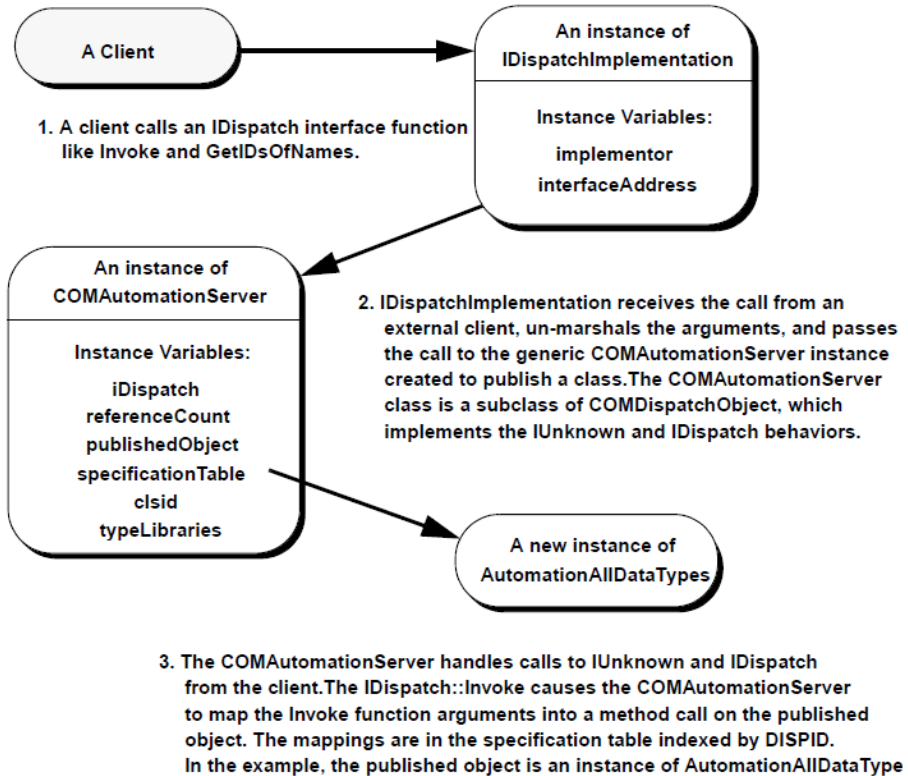 A Client
An instance of
IDispatchImplementation
Instance Variables:
implementor
interfaceAddress
1. A client calls an IDispatch interface function
like Invoke and GetIDsOfNames.
An instance of
COMAutomationServer
Instance Variables:
iDispatch
referenceCount
publishedObject
specificationTable
clsid
typeLibraries
2. IDispatchImplementation receives the call from an
external client, un-marshals the arguments, and passes
the call to the generic COMAutomationServer instance
created to publish a class.The COMAutomationServer
class is a subclass of COMDispatchObject, which
implements the IUnknown and IDispatch behaviors.
A new instance of
AutomationAllDataTypes
3. The COMAutomationServer handles calls to IUnknown and IDispatch
from the client.The IDispatch::Invoke causes the COMAutomationServer
to map the Invoke function arguments into a method call on the published
object. The mappings are in the specification table indexed by DISPID.
In the example, the published object is an instance of AutomationAllDataType